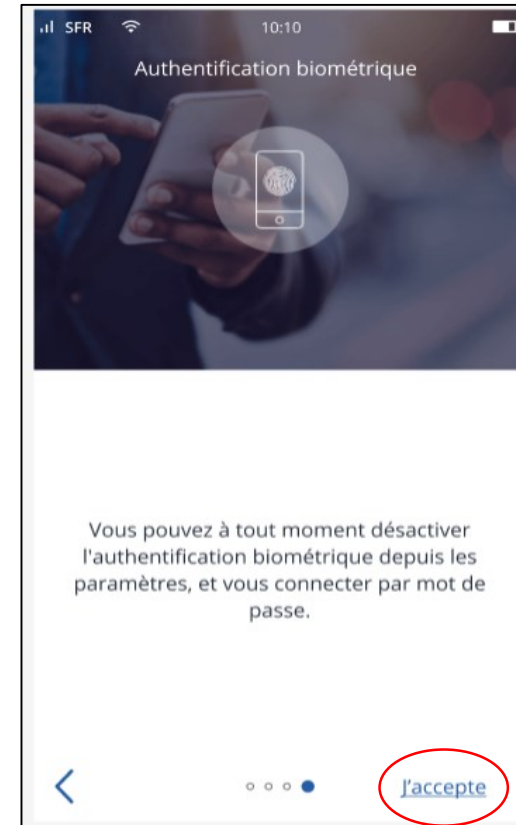 SFR 10:10
Authentification biométrique
Vous pouvez à tout moment désactiver
l'authentification biométrique depuis les
paramètres, et vous connecter par mot de
passe.
J'accepte